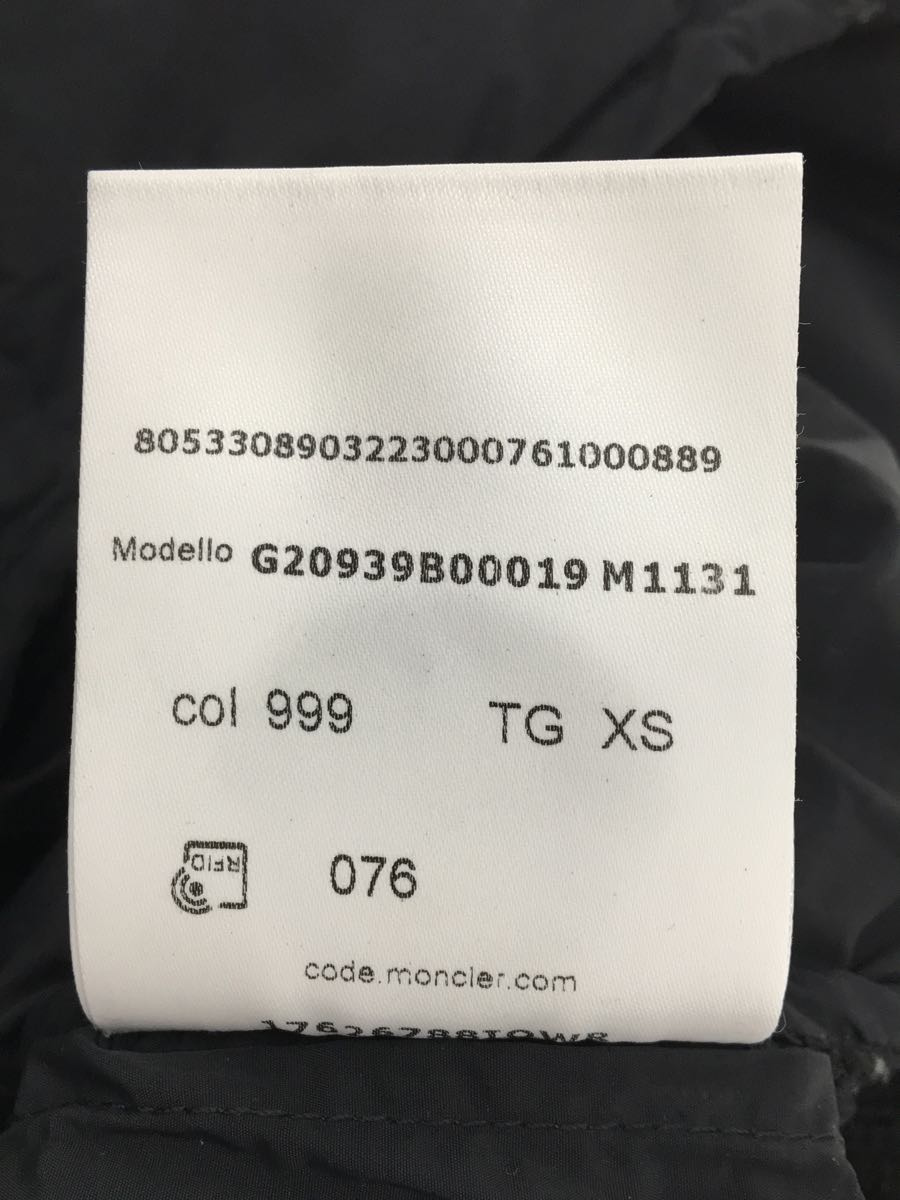 8053308903223000761000889
Modello G20939B00019 M1131
col 999 TG XS
RFID 076
code.moncler.com